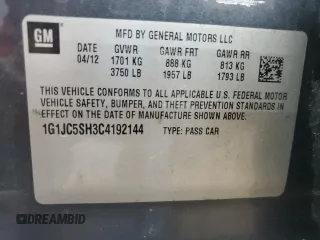 GM
MFD BY GENERAL MOTORS LLC
04/12 GVWR GAWR FRT GAWR RR
1701 KG 888 KG 813 KG
3750 LB 1957 LB 1793 LB
THIS VEHICLE CONFORMS TO ALL APPLICABLE U.S. FEDERAL MOTOR
VEHICLE SAFETY, BUMPER, AND THEFT PREVENTION STANDARDS IN
EFFECT ON THE DATE OF MANUFACTURE SHOWN ABOVE.
1G1JC5SH3C4192144 TYPE: PASS CAR
© AUTOBIDMASTER
DREAMBID